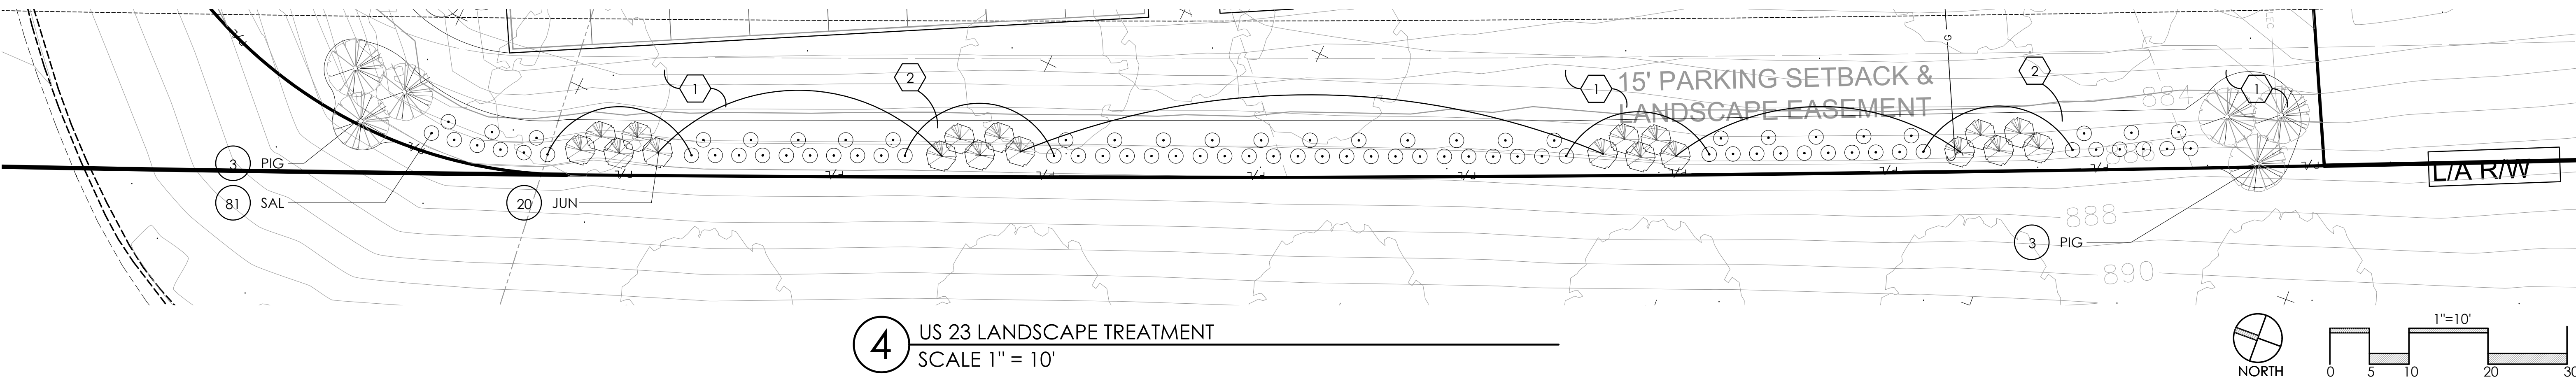 G
LEC
2
2
1
1
15' PARKING SETBACK &
LANDSCAPE EASEMENT
1
884
3 PIG
81 SAL
20 JUN
P/L
P/L
P/L
P/L
P/L
P/L
P/L
P/L
P/L
P/L
L/A R/W
888
3 PIG
890
4
US 23 LANDSCAPE TREATMENT
SCALE 1" = 10'
NORTH
1"=10'
0 5 10 20 30